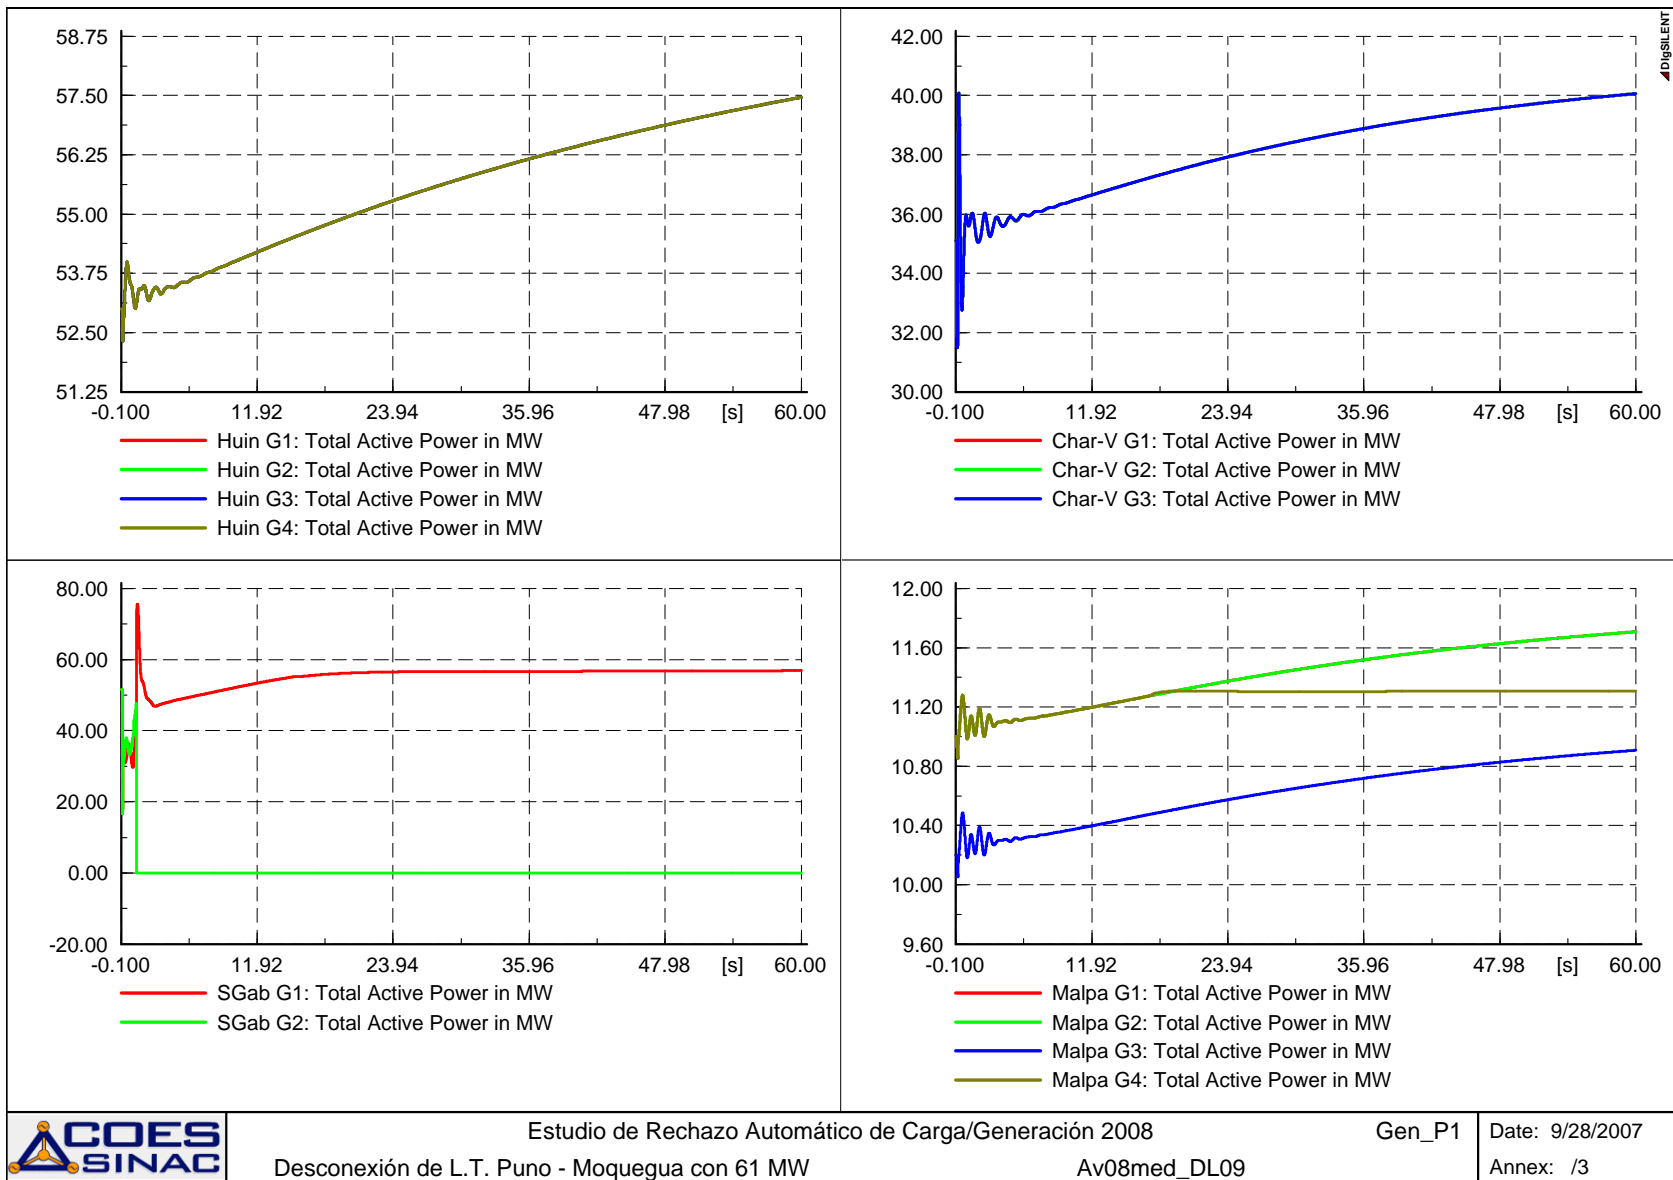 DIgSILENT
58.75
57.50
56.25
55.00
53.75
52.50
51.25
-0.100 11.92 23.94 35.96 47.98 [s] 60.00
Huin G1: Total Active Power in MW
Huin G2: Total Active Power in MW
Huin G3: Total Active Power in MW
Huin G4: Total Active Power in MW
42.00
40.00
38.00
36.00
34.00
32.00
30.00
-0.100 11.92 23.94 35.96 47.98 [s] 60.00
Char-V G1: Total Active Power in MW
Char-V G2: Total Active Power in MW
Char-V G3: Total Active Power in MW
80.00
60.00
40.00
20.00
0.00
-20.00
-0.100 11.92 23.94 35.96 47.98 [s] 60.00
SGab G1: Total Active Power in MW
SGab G2: Total Active Power in MW
12.00
11.60
11.20
10.80
10.40
10.00
9.60
-0.100 11.92 23.94 35.96 47.98 [s] 60.00
Malpa G1: Total Active Power in MW
Malpa G2: Total Active Power in MW
Malpa G3: Total Active Power in MW
Malpa G4: Total Active Power in MW
COES
SINAC
Estudio de Rechazo Automático de Carga/Generación 2008 Gen_P1
Desconexión de L.T. Puno - Moquegua con 61 MW Av08med_DL09
Date: 9/28/2007
Annex: /3